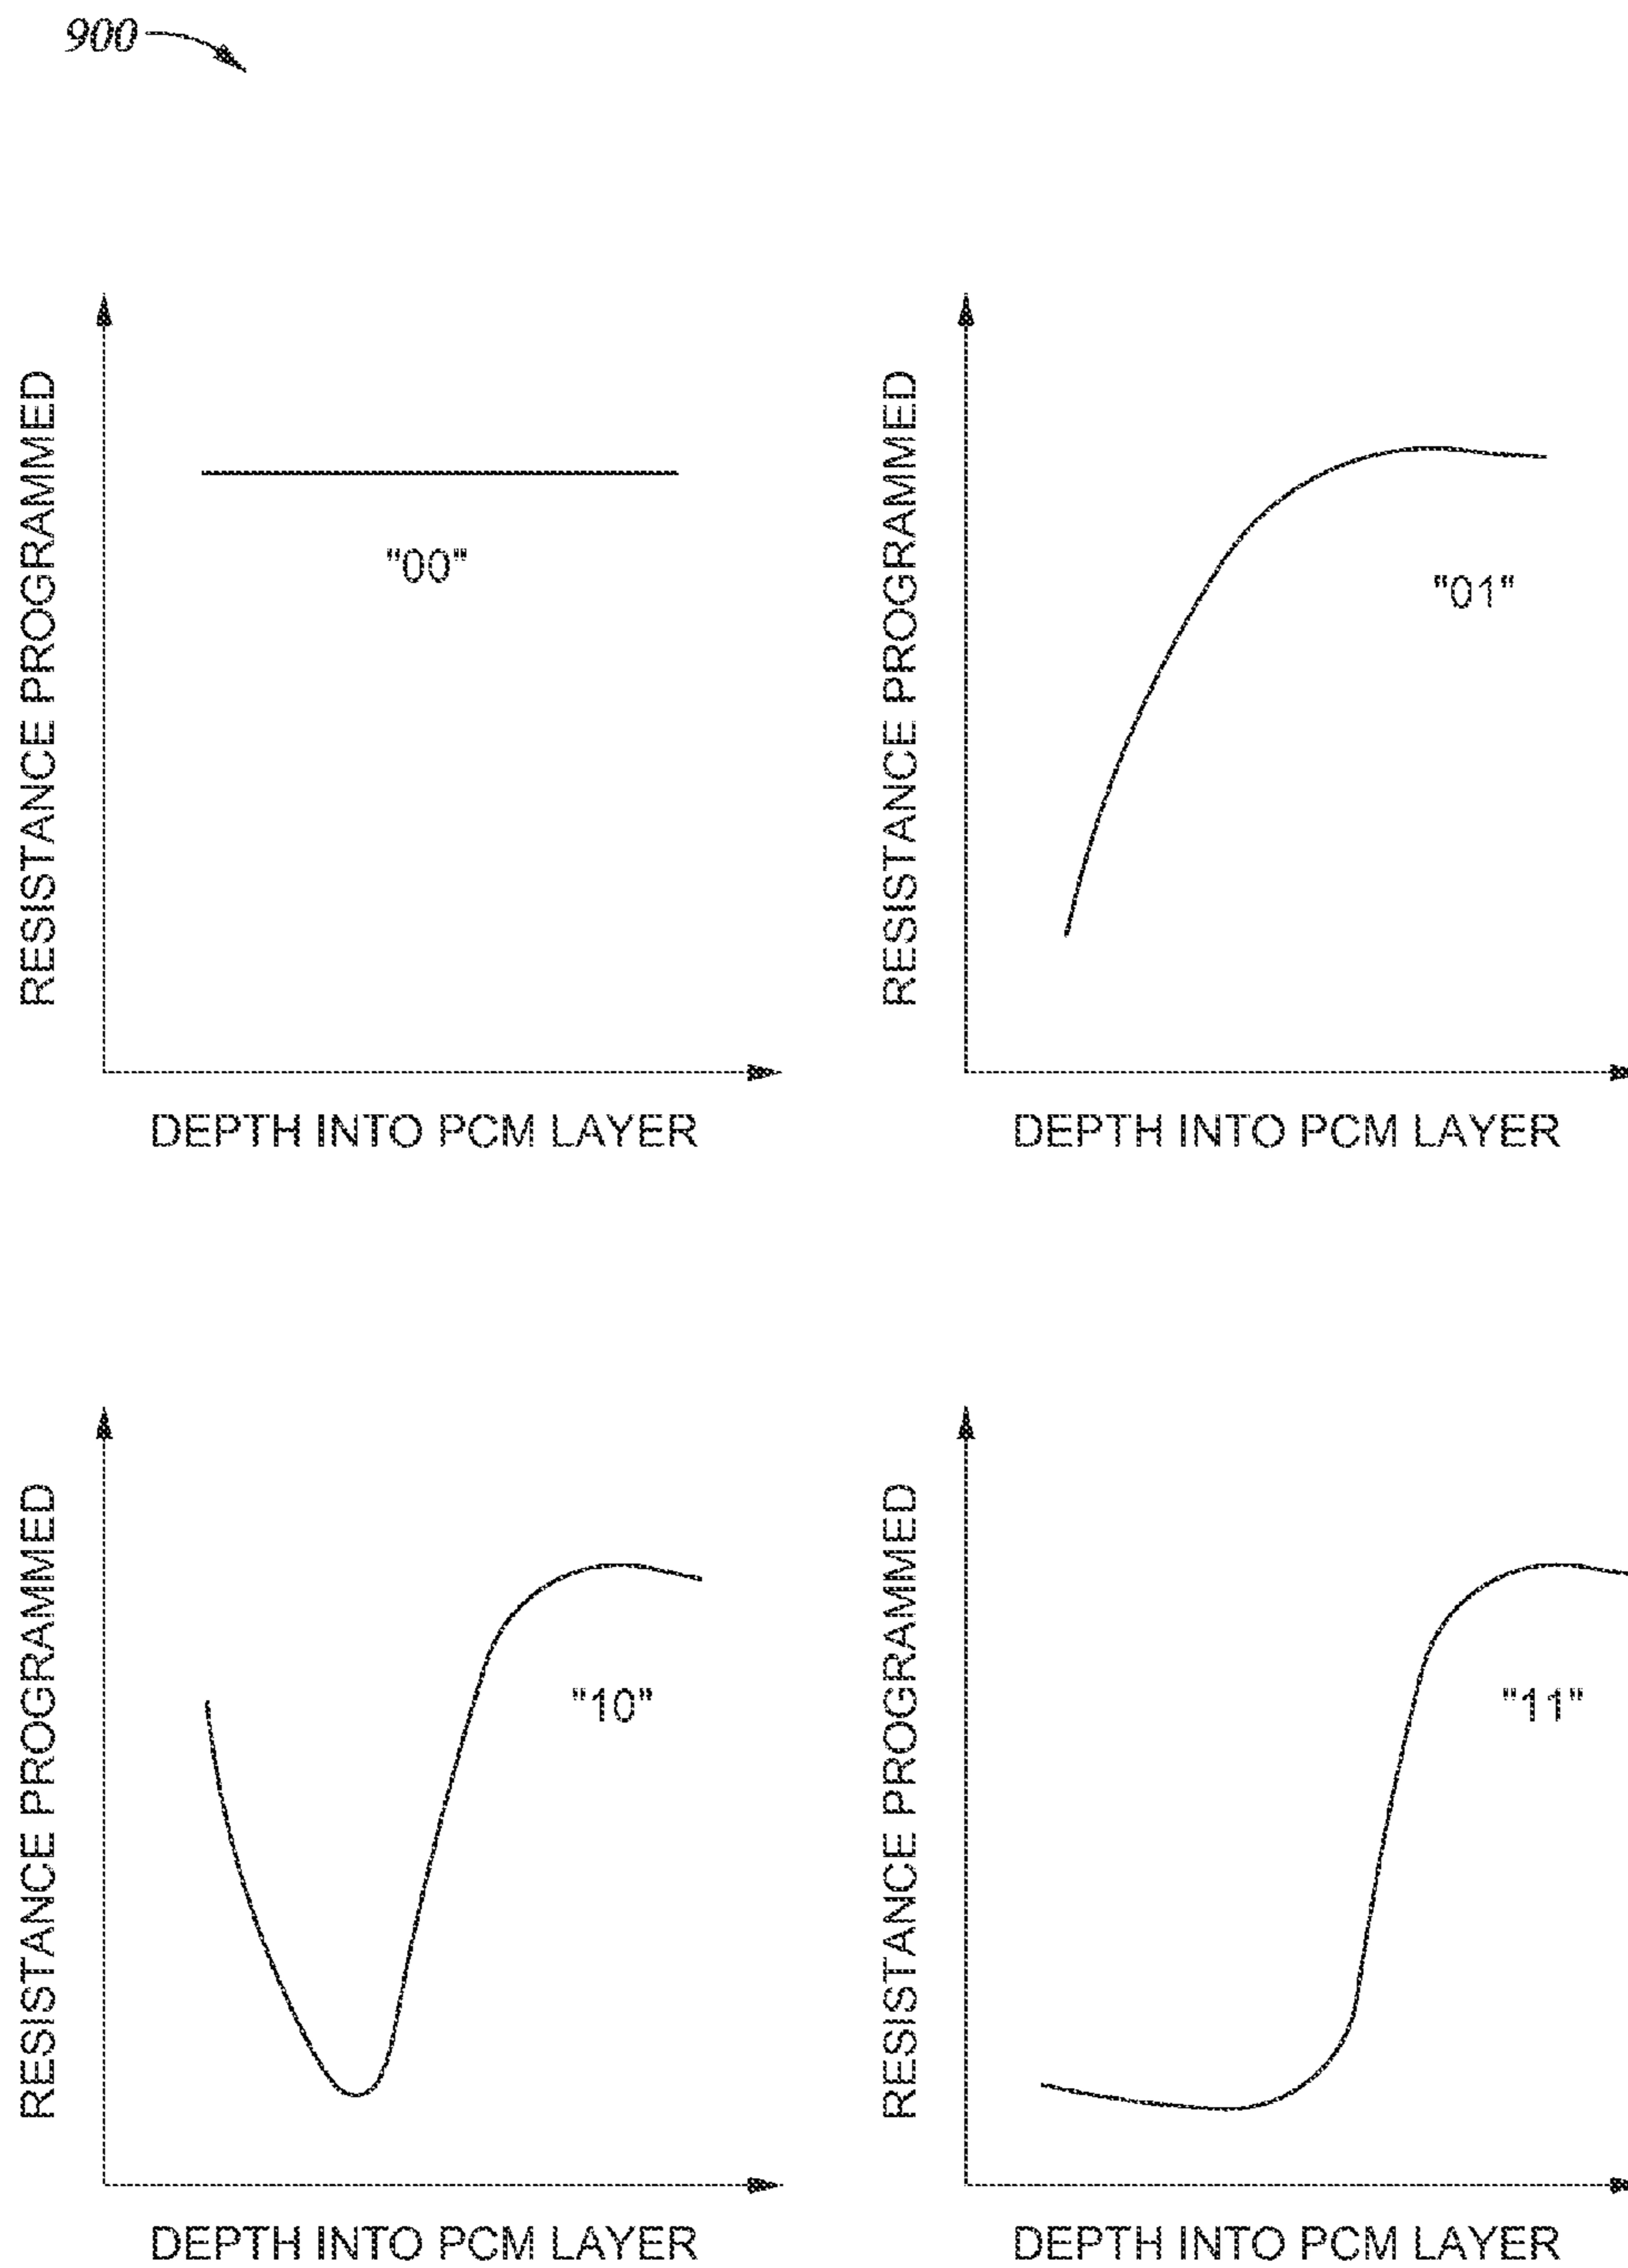 900
RESISTANCE PROGRAMMED
"00"
DEPTH INTO PCM LAYER
RESISTANCE PROGRAMMED
"01"
DEPTH INTO PCM LAYER
RESISTANCE PROGRAMMED
"10"
DEPTH INTO PCM LAYER
RESISTANCE PROGRAMMED
"11"
DEPTH INTO PCM LAYER